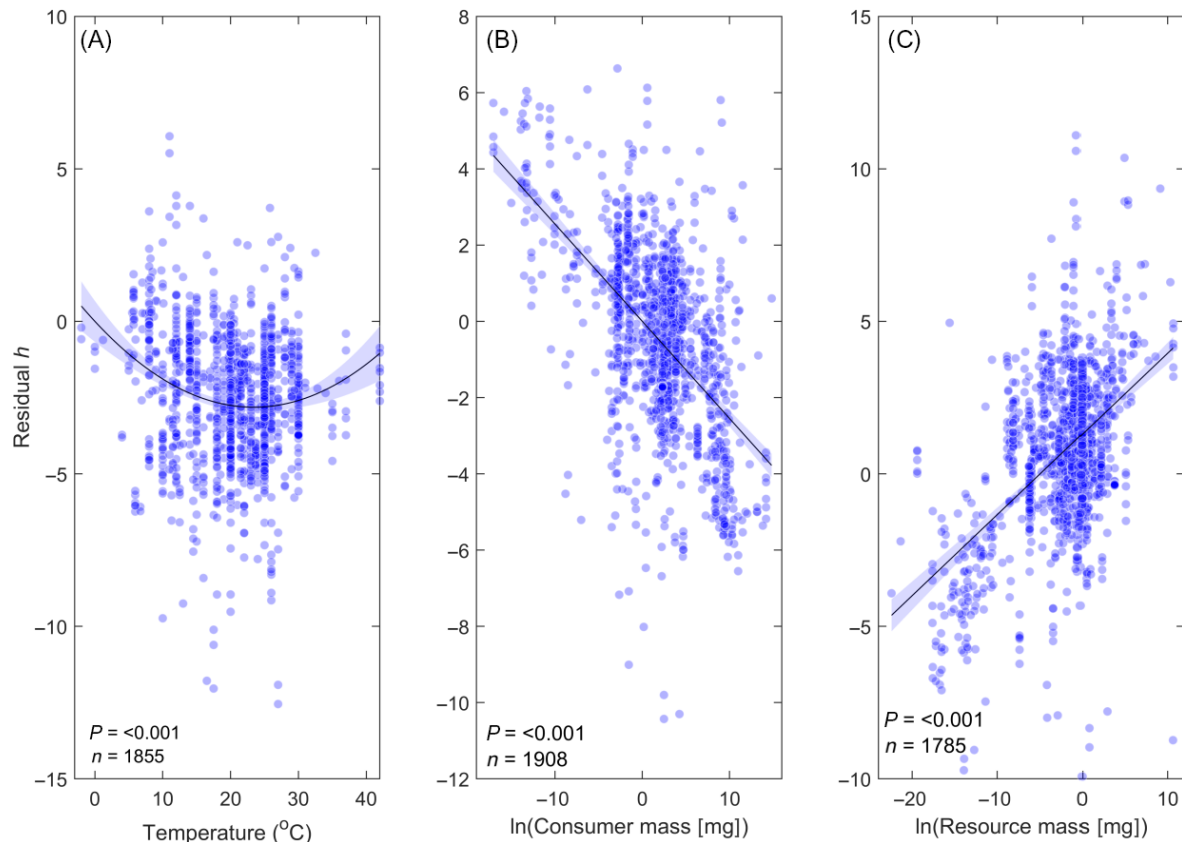 (A)
Residual h
10
5
0
−5
−10
−15
P = <0.001
n = 1855
0 10 20 30 40
Temperature (°C)
(B)
8
6
4
2
0
−2
−4
−6
−8
−10
−12
P = <0.001
n = 1908
−10 0 10
ln(Consumer mass [mg])
(C)
15
10
5
0
−5
−10
P = <0.001
n = 1785
−20 −10 0 10
ln(Resource mass [mg])